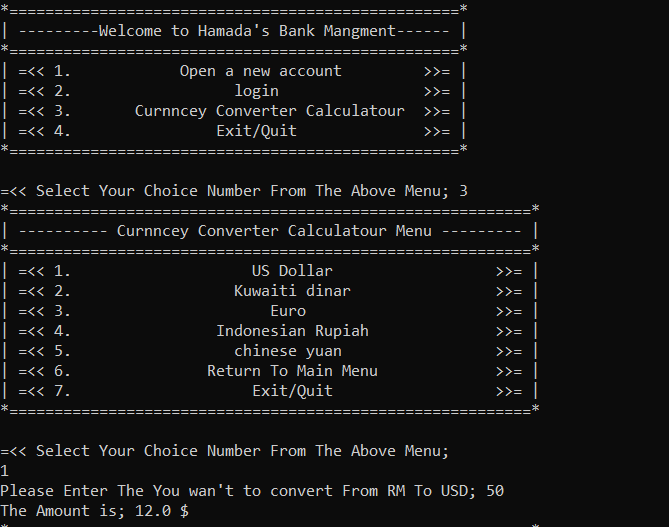 *==================================================*
| ---------Welcome to Hamada's Bank Mangment------ |
*==================================================*
| =<< 1. Open a new account >>= |
| =<< 2. login >>= |
| =<< 3. Curnncey Converter Calculatour >>= |
| =<< 4. Exit/Quit >>= |
*==================================================*
=<< Select Your Choice Number From The Above Menu; 3
*==========================================================*
| ---------- Curnncey Converter Calculatour Menu --------- |
*==========================================================*
| =<< 1. US Dollar >>= |
| =<< 2. Kuwaiti dinar >>= |
| =<< 3. Euro >>= |
| =<< 4. Indonesian Rupiah >>= |
| =<< 5. chinese yuan >>= |
| =<< 6. Return To Main Menu >>= |
| =<< 7. Exit/Quit >>= |
*==========================================================*
=<< Select Your Choice Number From The Above Menu;
1
Please Enter The You wan't to convert From RM To USD; 50
The Amount is; 12.0 $